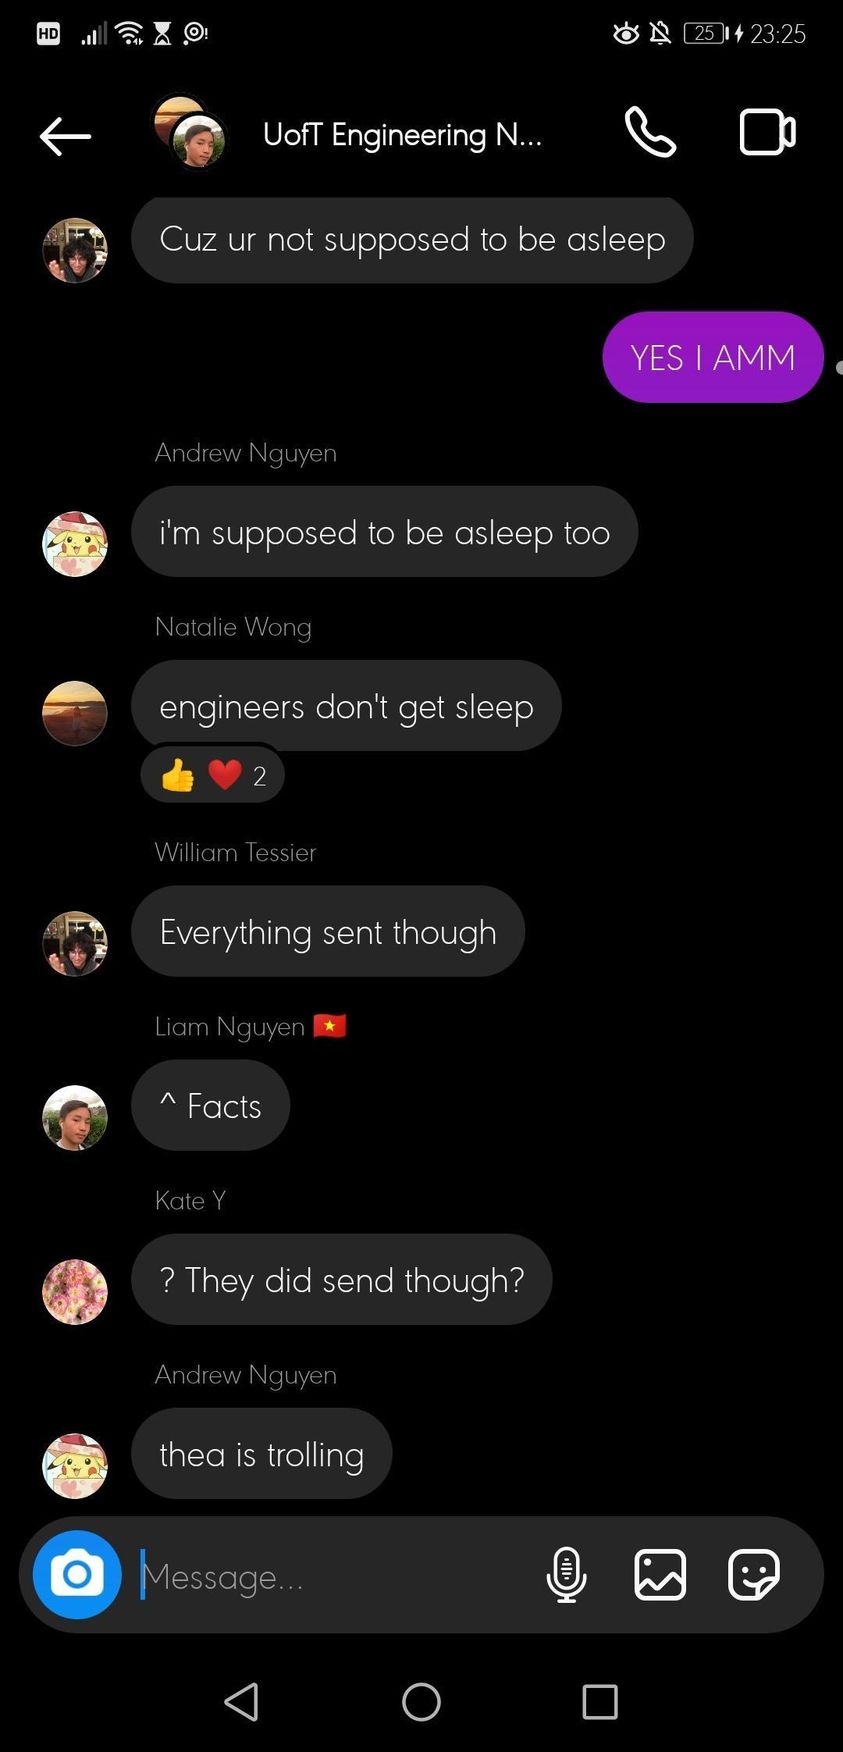 HD 25 23:25
UofT Engineering N...
Cuz ur not supposed to be asleep
YES I AMM
Andrew Nguyen
i'm supposed to be asleep too
Natalie Wong
engineers don't get sleep
👍 ❤️ 2
William Tessier
Everything sent though
Liam Nguyen 🇻🇳
^ Facts
Kate Y
? They did send though?
Andrew Nguyen
thea is trolling
Message...